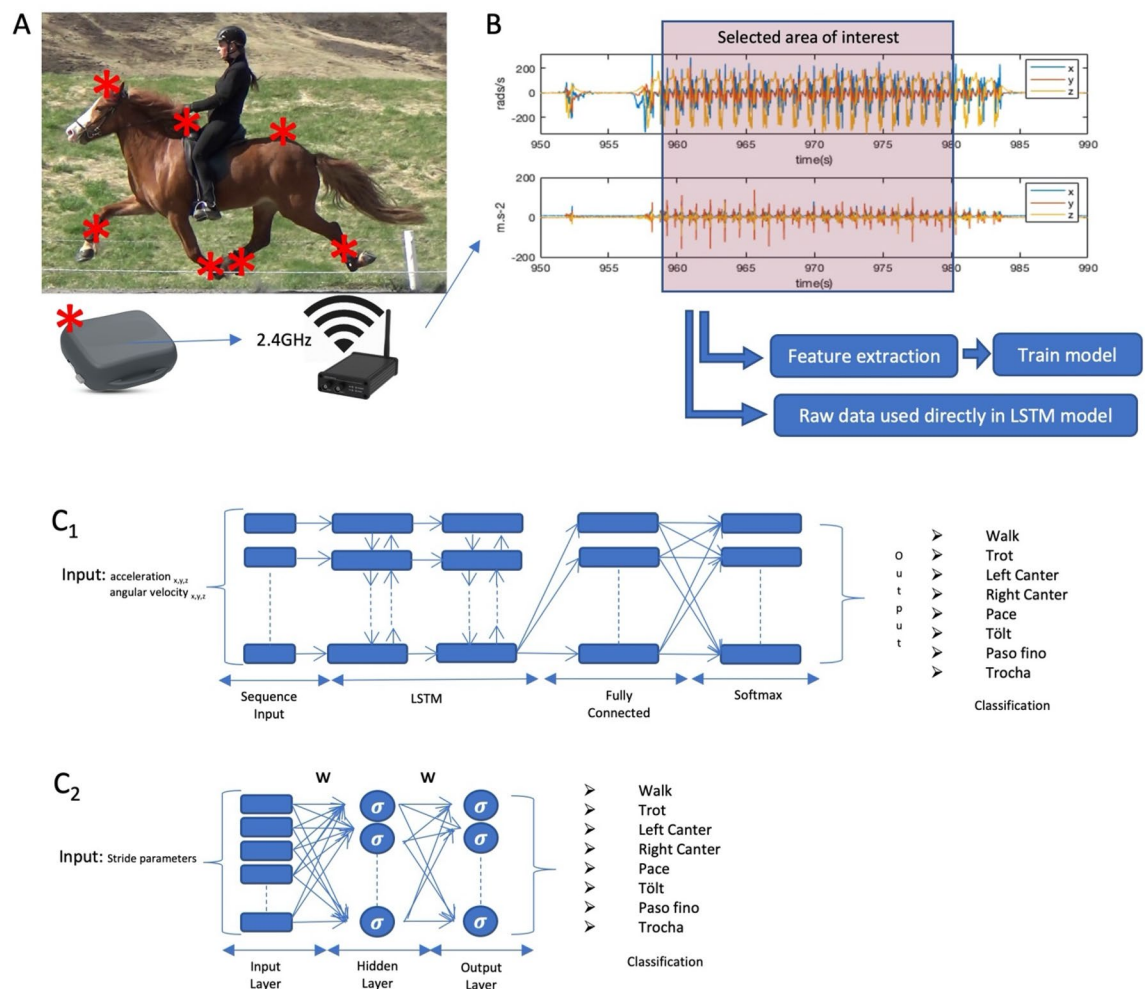 A
2.4GHz
B
Selected area of interest
200
0
-200
rads/s
x
y
z
950 955 960 965 970 975 980 985 990
time(s)
200
0
-200
m.s-2
x
y
z
950 955 960 965 970 975 980 985 990
time(s)
Feature extraction
Train model
Raw data used directly in LSTM model
C1
Input: acceleration x,y,z
angular velocity x,y,z
Sequence
Input
LSTM
Fully
Connected
Softmax
Output
➢ Walk
➢ Trot
➢ Left Canter
➢ Right Canter
➢ Pace
➢ Tölt
➢ Paso fino
➢ Trocha
Classification
C2
Input: Stride parameters
W W
σ σ
σ σ
σ σ
Input
Layer
Hidden
Layer
Output
Layer
➢ Walk
➢ Trot
➢ Left Canter
➢ Right Canter
➢ Pace
➢ Tölt
➢ Paso fino
➢ Trocha
Classification